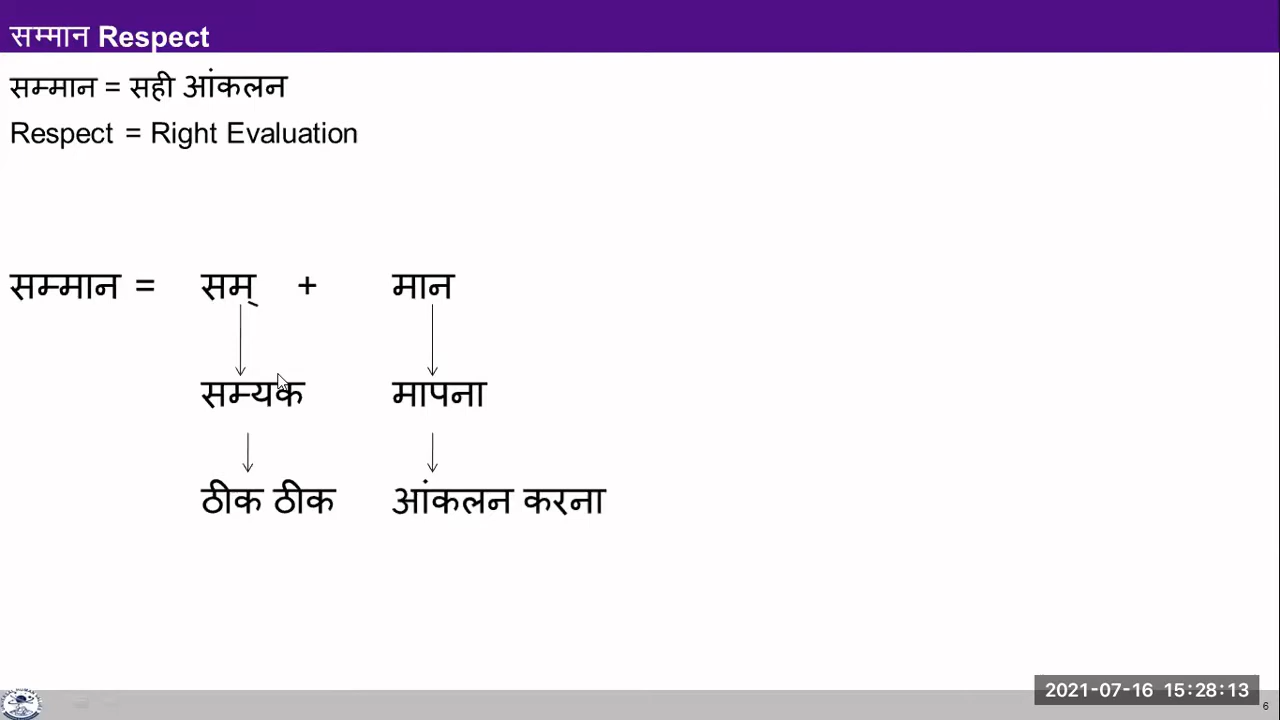 सम्मान Respect
सम्मान = सही आंकलन
Respect = Right Evaluation
सम्मान = सम् + मान
सम्यक मापना
ठीक ठीक आंकलन करना
2021-07-16 15:28:13
6